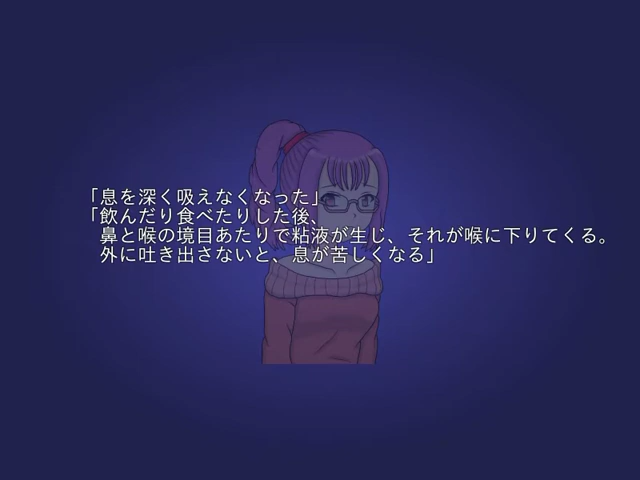 「息を深く吸えなくなった」
「飲んだり食べたりした後、
鼻と喉の境目あたりで粘液が生じ、それが喉に下りてくる。
外に吐き出さないと、息が苦しくなる」